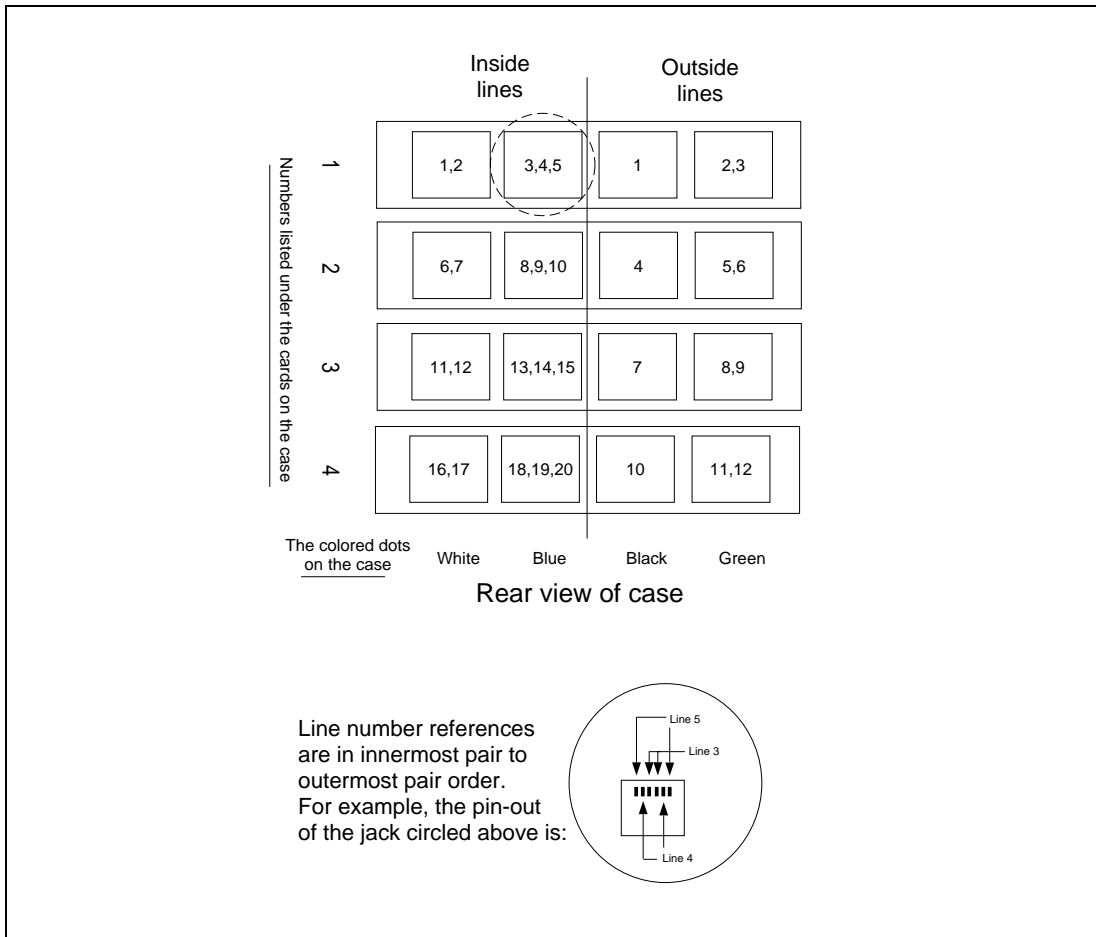 Inside
lines
Outside
lines
Numbers listed under the cards on the case
1
1,2
3,4,5
1
2,3
2
6,7
8,9,10
4
5,6
3
11,12
13,14,15
7
8,9
4
16,17
18,19,20
10
11,12
The colored dots
on the case
White
Blue
Black
Green
Rear view of case
Line number references
are in innermost pair to
outermost pair order.
For example, the pin-out
of the jack circled above is:
Line 5
Line 3
Line 4